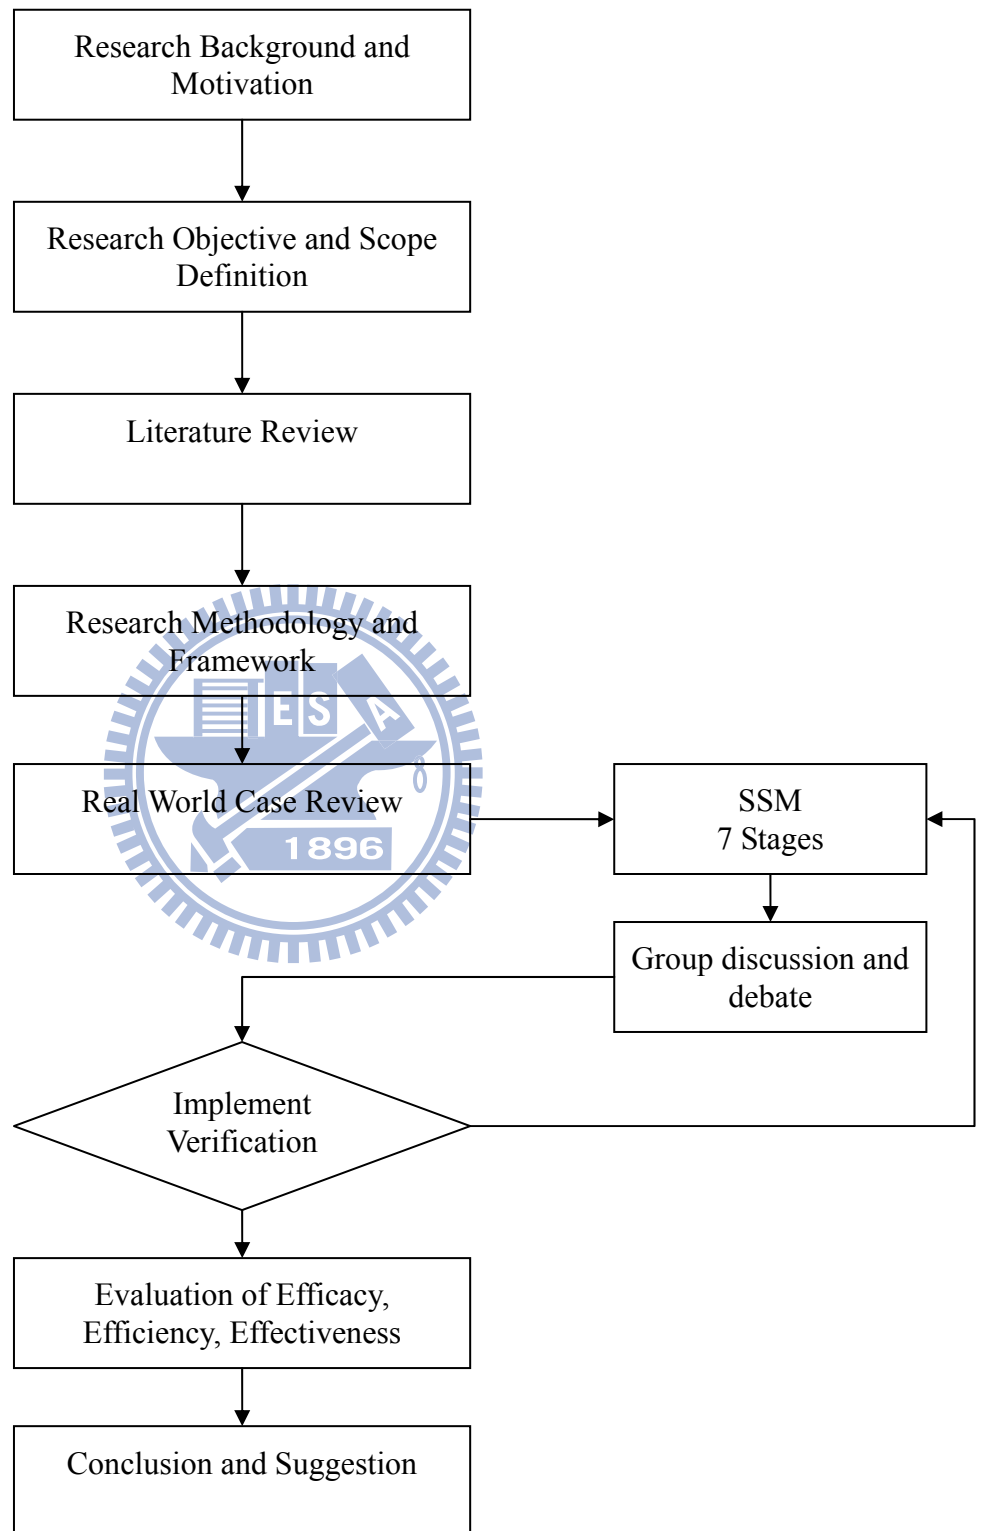 Research Background and
Motivation
Research Objective and Scope
Definition
Literature Review
Research Methodology and
Framework
E S A
Real World Case Review
1896
SSM
7 Stages
Group discussion and
debate
Implement
Verification
Evaluation of Efficacy,
Efficiency, Effectiveness
Conclusion and Suggestion